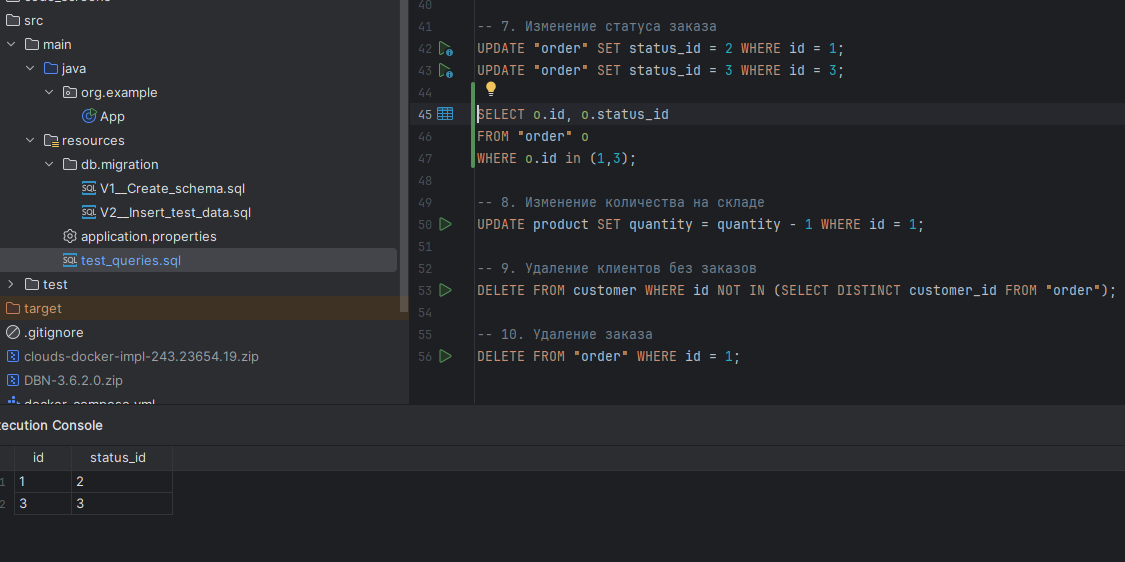 src
main
java
org.example
App
resources
db.migration
V1__Create_schema.sql
V2__Insert_test_data.sql
application.properties
test_queries.sql
test
target
.gitignore
clouds-docker-impl-243.23654.19.zip
DBN-3.6.2.0.zip
40
41 -- 7. Изменение статуса заказа
42 UPDATE "order" SET status_id = 2 WHERE id = 1;
43 UPDATE "order" SET status_id = 3 WHERE id = 3;
44
45 SELECT o.id, o.status_id
46 FROM "order" o
47 WHERE o.id in (1,3);
48
49 -- 8. Изменение количества на складе
50 UPDATE product SET quantity = quantity - 1 WHERE id = 1;
51
52 -- 9. Удаление клиентов без заказов
53 DELETE FROM customer WHERE id NOT IN (SELECT DISTINCT customer_id FROM "order");
54
55 -- 10. Удаление заказа
56 DELETE FROM "order" WHERE id = 1;
ecution Console
id status_id
1 1 2
2 3 3